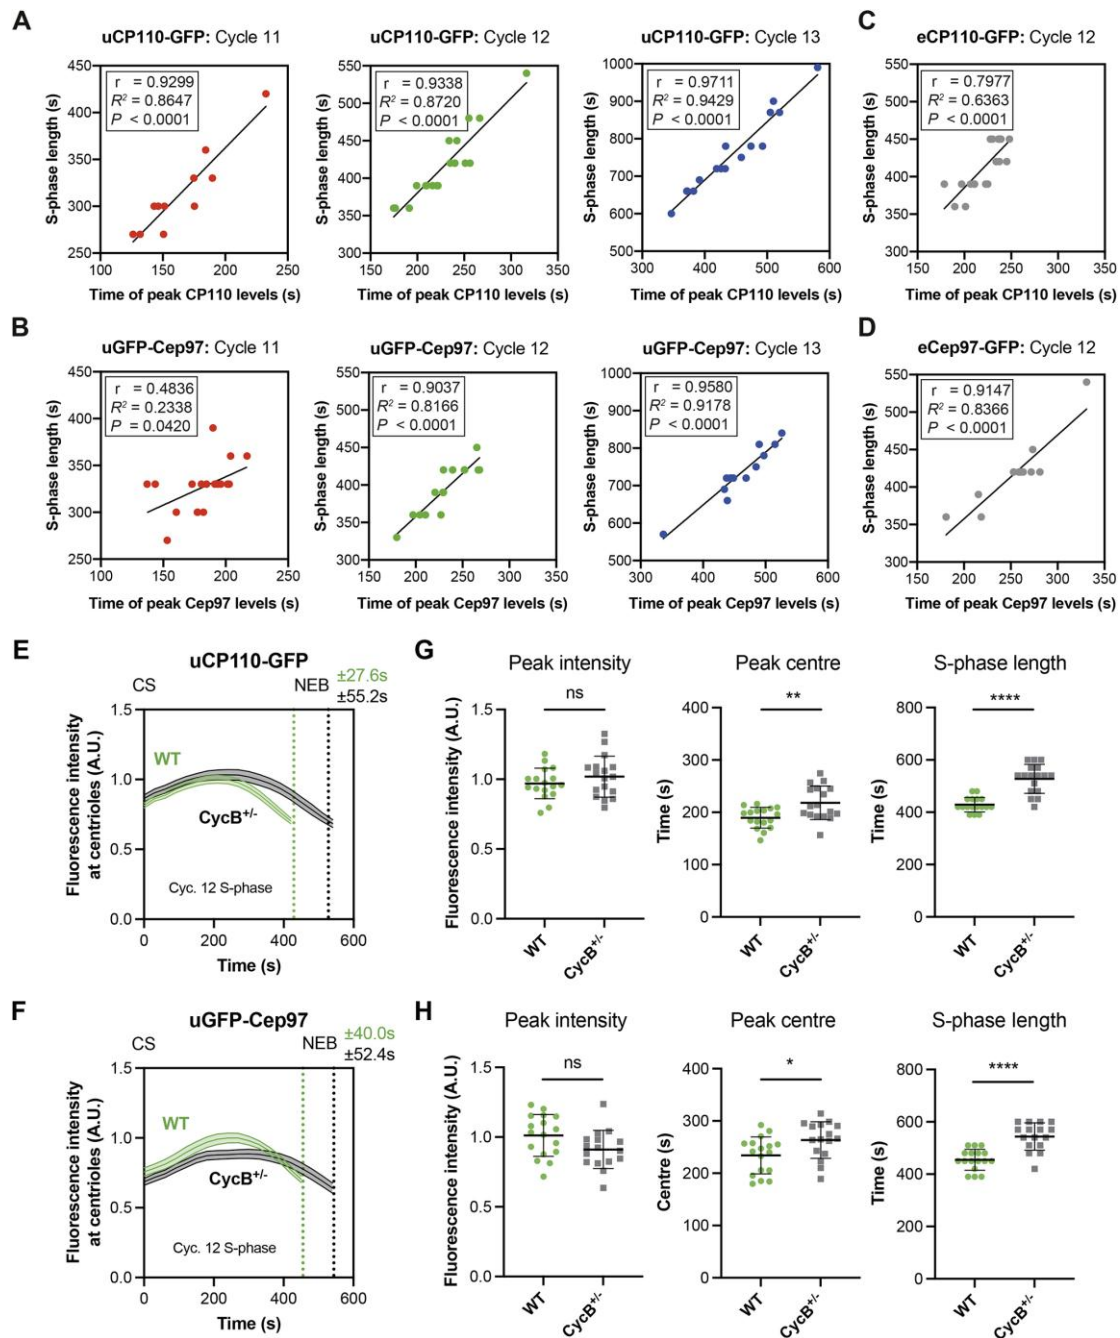 A
uCP110-GFP: Cycle 11
S-phase length (s)
450
400
350
300
250
r = 0.9299
R² = 0.8647
P < 0.0001
100 150 200 250
Time of peak CP110 levels (s)
uCP110-GFP: Cycle 12
S-phase length (s)
550
500
450
400
350
300
r = 0.9338
R² = 0.8720
P < 0.0001
100 150 200 250 300 350
Time of peak CP110 levels (s)
uCP110-GFP: Cycle 13
S-phase length (s)
1000
900
800
700
600
500
r = 0.9711
R² = 0.9429
P < 0.0001
300 400 500 600
Time of peak CP110 levels (s)
C
eCP110-GFP: Cycle 12
S-phase length (s)
550
500
450
400
350
300
r = 0.7977
R² = 0.6363
P < 0.0001
100 150 200 250 300 350
Time of peak CP110 levels (s)
B
uGFP-Cep97: Cycle 11
S-phase length (s)
450
400
350
300
250
r = 0.4836
R² = 0.2338
P = 0.0420
100 150 200 250
Time of peak Cep97 levels (s)
uGFP-Cep97: Cycle 12
S-phase length (s)
550
500
450
400
350
300
r = 0.9037
R² = 0.8166
P < 0.0001
100 150 200 250 300 350
Time of peak Cep97 levels (s)
uGFP-Cep97: Cycle 13
S-phase length (s)
1000
900
800
700
600
500
r = 0.9580
R² = 0.9178
P < 0.0001
300 400 500 600
Time of peak Cep97 levels (s)
D
eCep97-GFP: Cycle 12
S-phase length (s)
550
500
450
400
350
300
r = 0.9147
R² = 0.8366
P < 0.0001
100 150 200 250 300 350
Time of peak Cep97 levels (s)
E
uCP110-GFP
CS
NEB
±27.6s
±55.2s
Fluorescence intensity
at centrioles (A.U.)
1.5
1.0
0.5
0.0
WT
CycB+/-
Cyc. 12 S-phase
0 200 400 600
Time (s)
G
Peak intensity
Fluorescence intensity (A.U.)
1.5
1.0
0.5
0.0
ns
WT
CycB+/-
Peak centre
Time (s)
400
300
200
100
0
**
WT
CycB+/-
S-phase length
Time (s)
800
600
400
200
0
****
WT
CycB+/-
F
uGFP-Cep97
CS
NEB
±40.0s
±52.4s
Fluorescence intensity
at centrioles (A.U.)
1.5
1.0
0.5
0.0
WT
CycB+/-
Cyc. 12 S-phase
0 200 400 600
Time (s)
H
Peak intensity
Fluorescence intensity (A.U.)
1.5
1.0
0.5
0.0
ns
WT
CycB+/-
Peak centre
Centre (s)
400
300
200
100
0
*
WT
CycB+/-
S-phase length
Time (s)
800
600
400
200
0
****
WT
CycB+/-